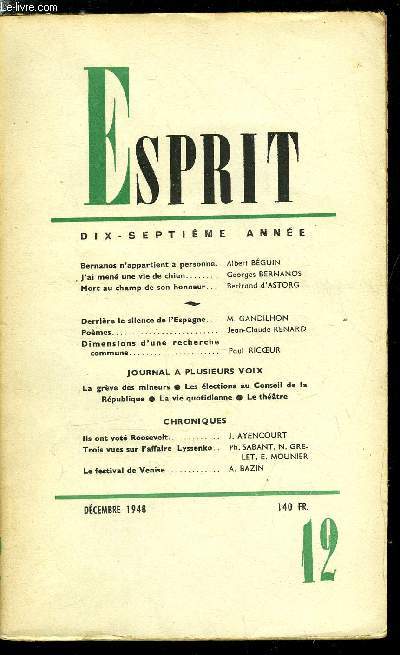 Le-livre.com
ESPRIT
DIX-SEPTIÈME ANNÉE
Bernanos n'appartient à personne.. Albert BÉGUIN
J'ai mené une vie de chien........ Georges BERNANOS
Mort au champ de son honneur... Bertrand d'ASTORG
Derrière le silence de l'Espagne.. M. GANDILHON
Poèmes........................ Jean-Claude RENARD
Dimensions d'une recherche
commune.................... Paul RICŒUR
JOURNAL A PLUSIEURS VOIX
La grève des mineurs ● Les élections au Conseil de la
République ● La vie quotidienne ● Le théâtre
CHRONIQUES
Ils ont voté Roosevelt............ J. AYENCOURT
Trois vues sur l'affaire Lyssenko.. Ph. SABANT, N. GRE-
LET, E. MOUNIER
Le festival de Venise............. A. BAZIN
DÉCEMBRE 1948 140 FR.
12